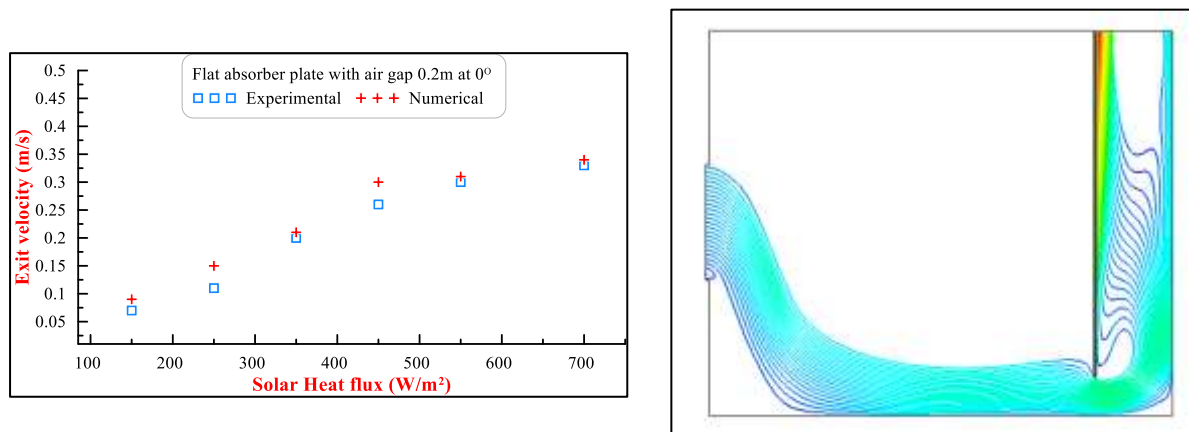 Flat absorber plate with air gap 0.2m at 0⁰
Experimental
Numerical
0.5
0.45
0.4
0.35
0.3
0.25
0.2
0.15
0.1
0.05
Exit velocity (m/s)
100 200 300 400 500 600 700
Solar Heat flux (W/m²)